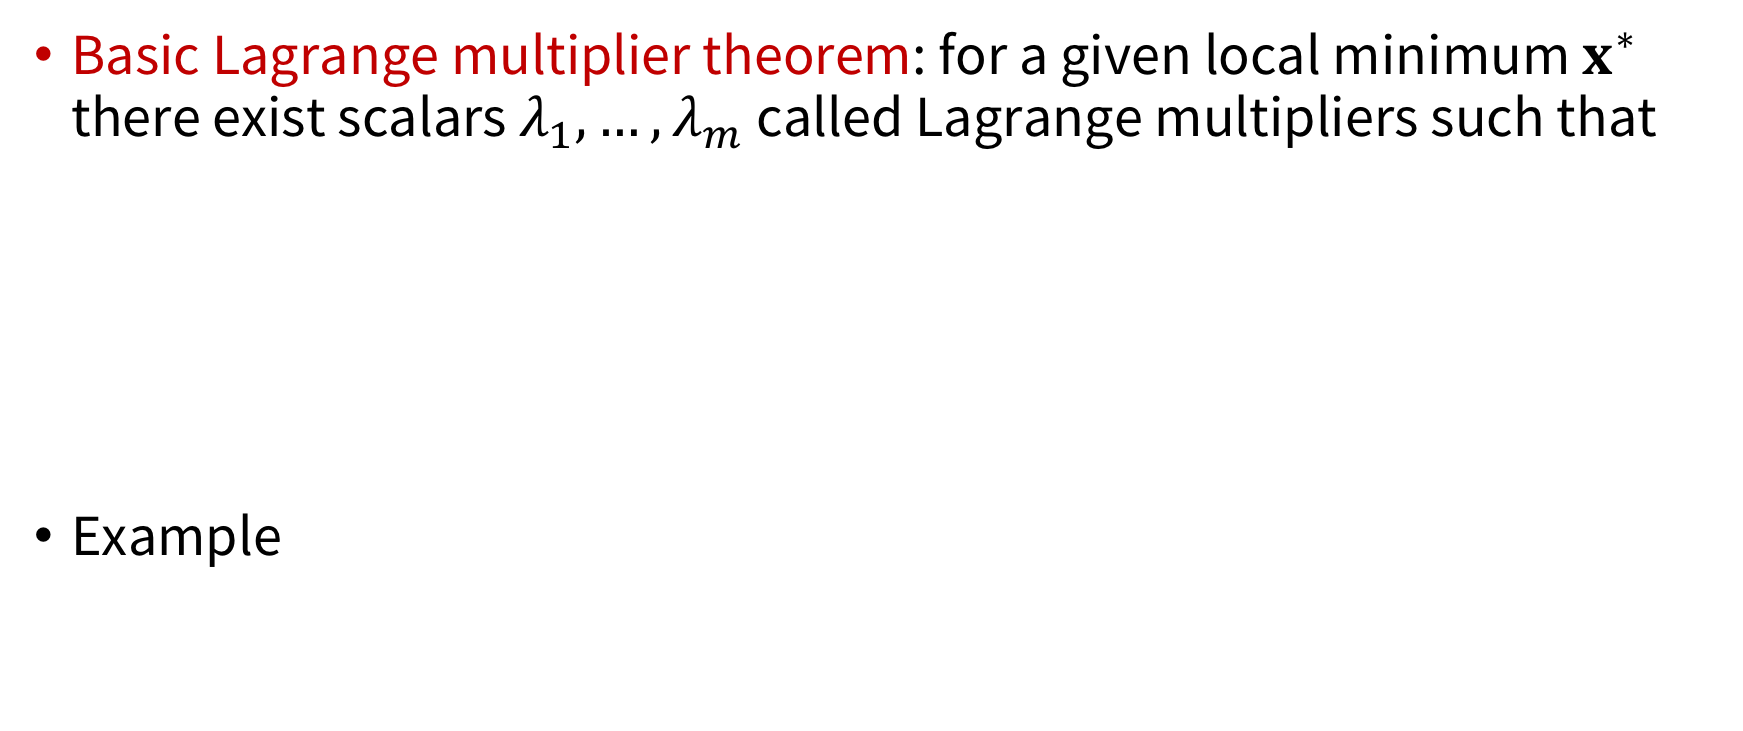 • Basic Lagrange multiplier theorem: for a given local minimum 𝐱*
there exist scalars 𝜆₁, … , 𝜆ₘ called Lagrange multipliers such that
• Example